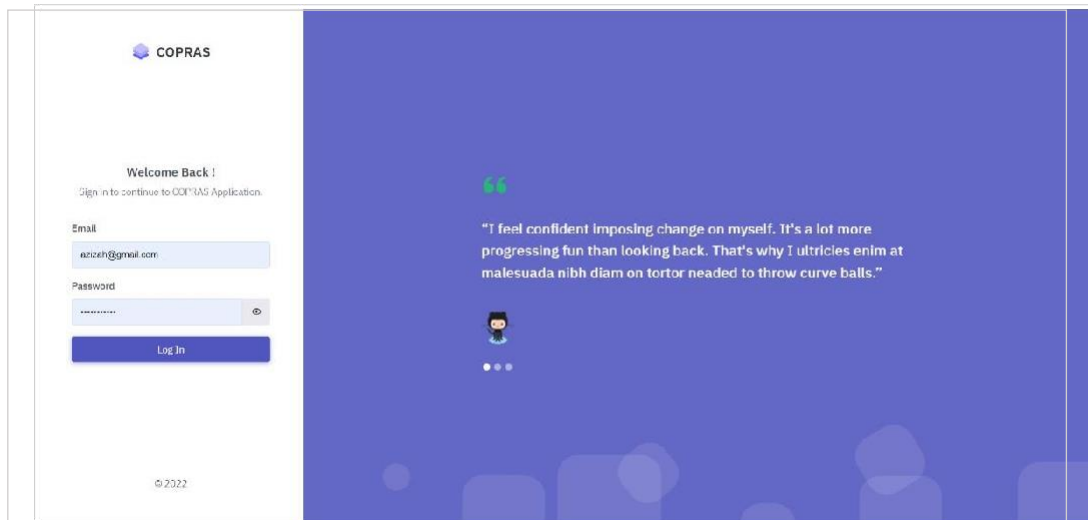 COPRAS
Welcome Back !
Sign in to continue to COPRAS Application.
Email
azizah@gmail.com
Password
Log In
© 2022
“I feel confident imposing change on myself. It's a lot more
progressing fun than looking back. That's why I ultricies enim at
malesuada nibh diam on tortor neaded to throw curve balls.”